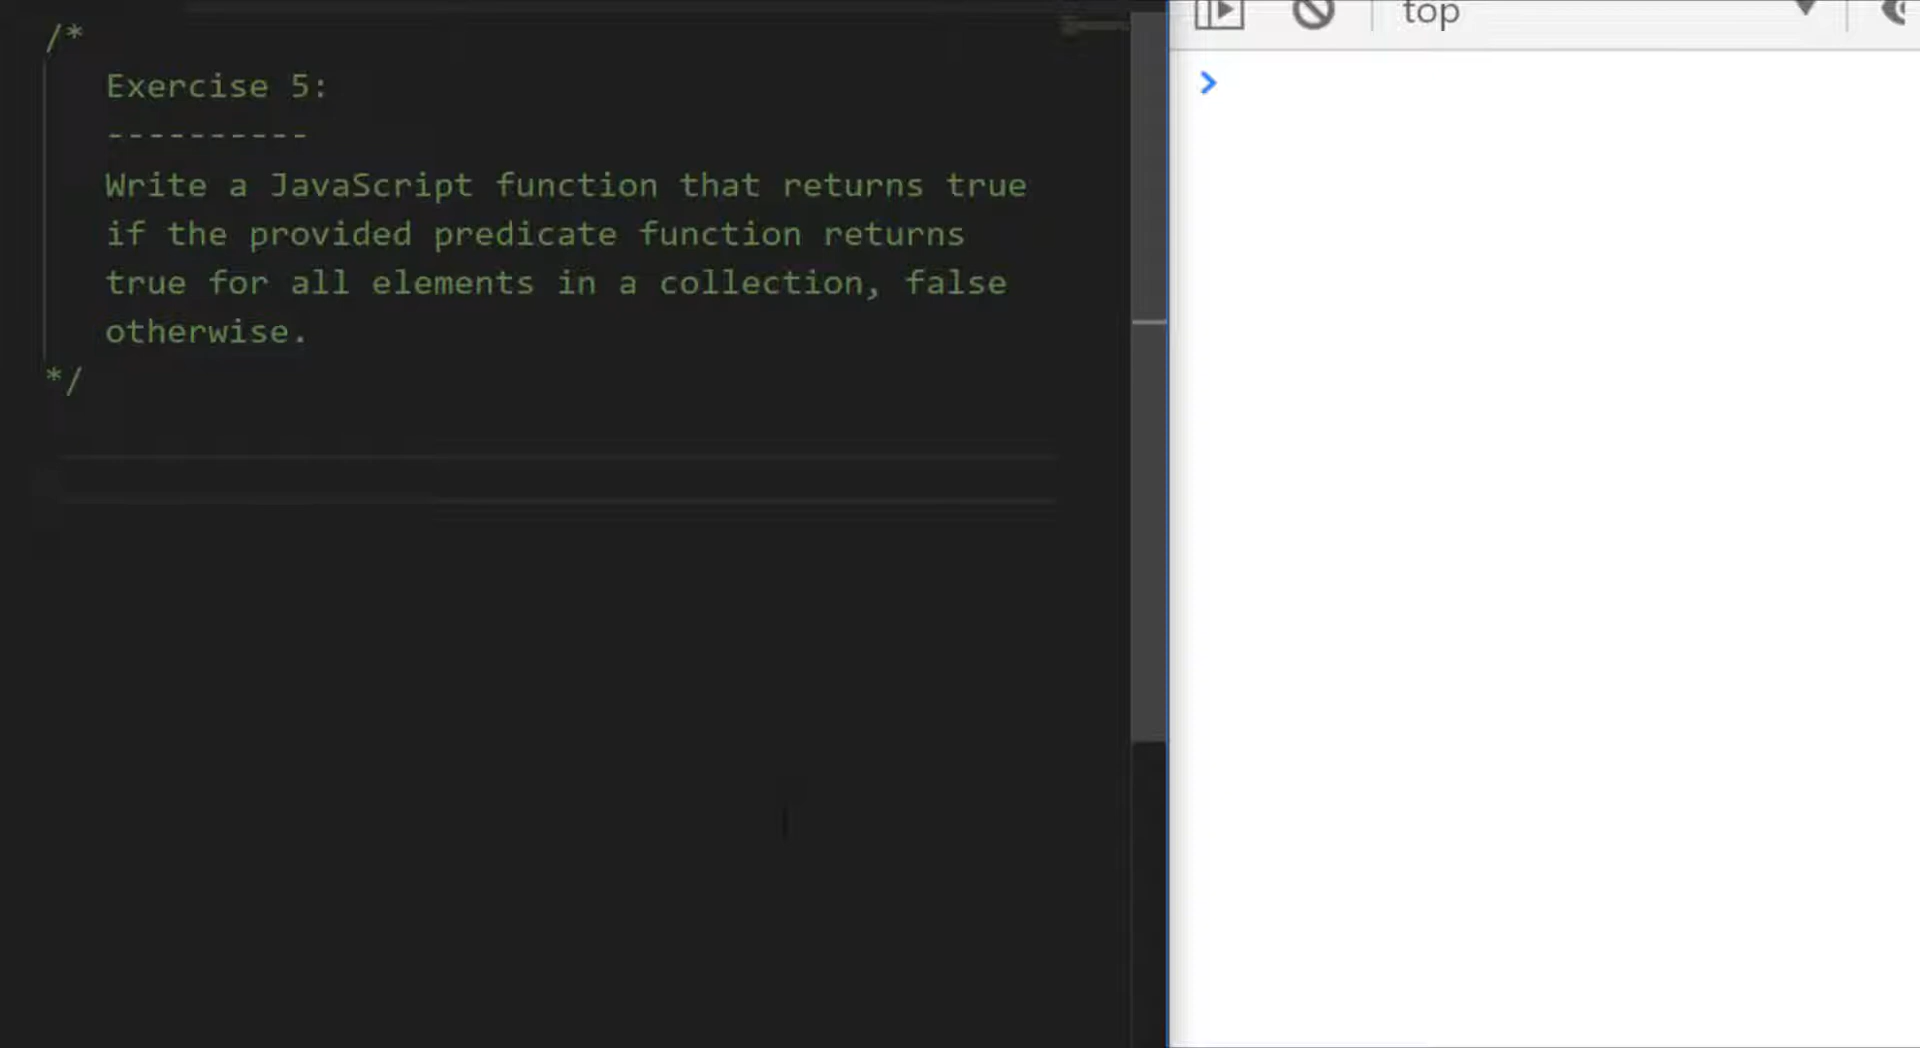 /*
Exercise 5:
----------
Write a JavaScript function that returns true
if the provided predicate function returns
true for all elements in a collection, false
otherwise.
*/
top
>